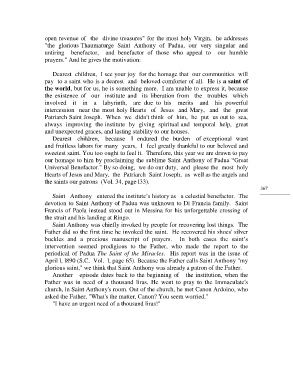 open revenue of the divine treasures" for the most holy Virgin, he addresses
"the glorious Thaumaturge Saint Anthony of Padua, our very singular and
untiring benefactor, and benefactor of those who appeal to our humble
prayers." And he gives the motivation:
Dearest children, I see your joy for the homage that our communities will
pay to a saint who is a dearest and beloved comforter of all. He is a saint of
the world, but for us, he is something more. I am unable to express it, because
the existence of our institute and its liberation from the troubles which
involved it in a labyrinth, are due to his merits and his powerful
intercession near the most holy Hearts of Jesus and Mary, and the great
Patriarch Saint Joseph. When we didn't think of him, he put us out to sea,
always improving the institute by giving spiritual and temporal help, great
and unexpected graces, and lasting stability to our houses.
Dearest children, because I endured the burden of exceptional want
and fruitless labors for many years, I feel greatly thankful to our beloved and
sweetest saint. You too ought to feel it. Therefore, this year we are drawn to pay
our homage to him by proclaiming the sublime Saint Anthony of Padua "Great
Universal Benefactor." By so doing, we do our duty, and please the most holy
Hearts of Jesus and Mary, the Patriarch Saint Joseph, as well as the angels and
the saints our patrons (Vol. 34, page 133).
Saint Anthony entered the institute's history as a celestial benefactor. The
devotion to Saint Anthony of Padua was unknown to Di Francia family. Saint
Francis of Paola instead stood out in Messina for his unforgettable crossing of
the strait and his landing at Ringo.
Saint Anthony was chiefly invoked by people for recovering lost things. The
Father did so the first time he invoked the saint. He recovered his shoes' silver
buckles and a precious manuscript of prayers. In both cases the saint's
intervention seemed prodigious to the Father, who made the report to the
periodical of Padua The Saint of the Miracles. His report was in the issue of
April 1, 1890 (S.C. Vol. 1, page 65). Because the Father calls Saint Anthony "my
glorious saint," we think that Saint Anthony was already a patron of the Father.
Another episode dates back to the beginning of the institution, when the
Father was in need of a thousand liras. He went to pray to the Immaculate's
church, in Saint Anthony's room. Out of the church, he met Canon Ardoino, who
asked the Father, "What's the matter, Canon? You seem worried."
"I have an urgent need of a thousand liras!"